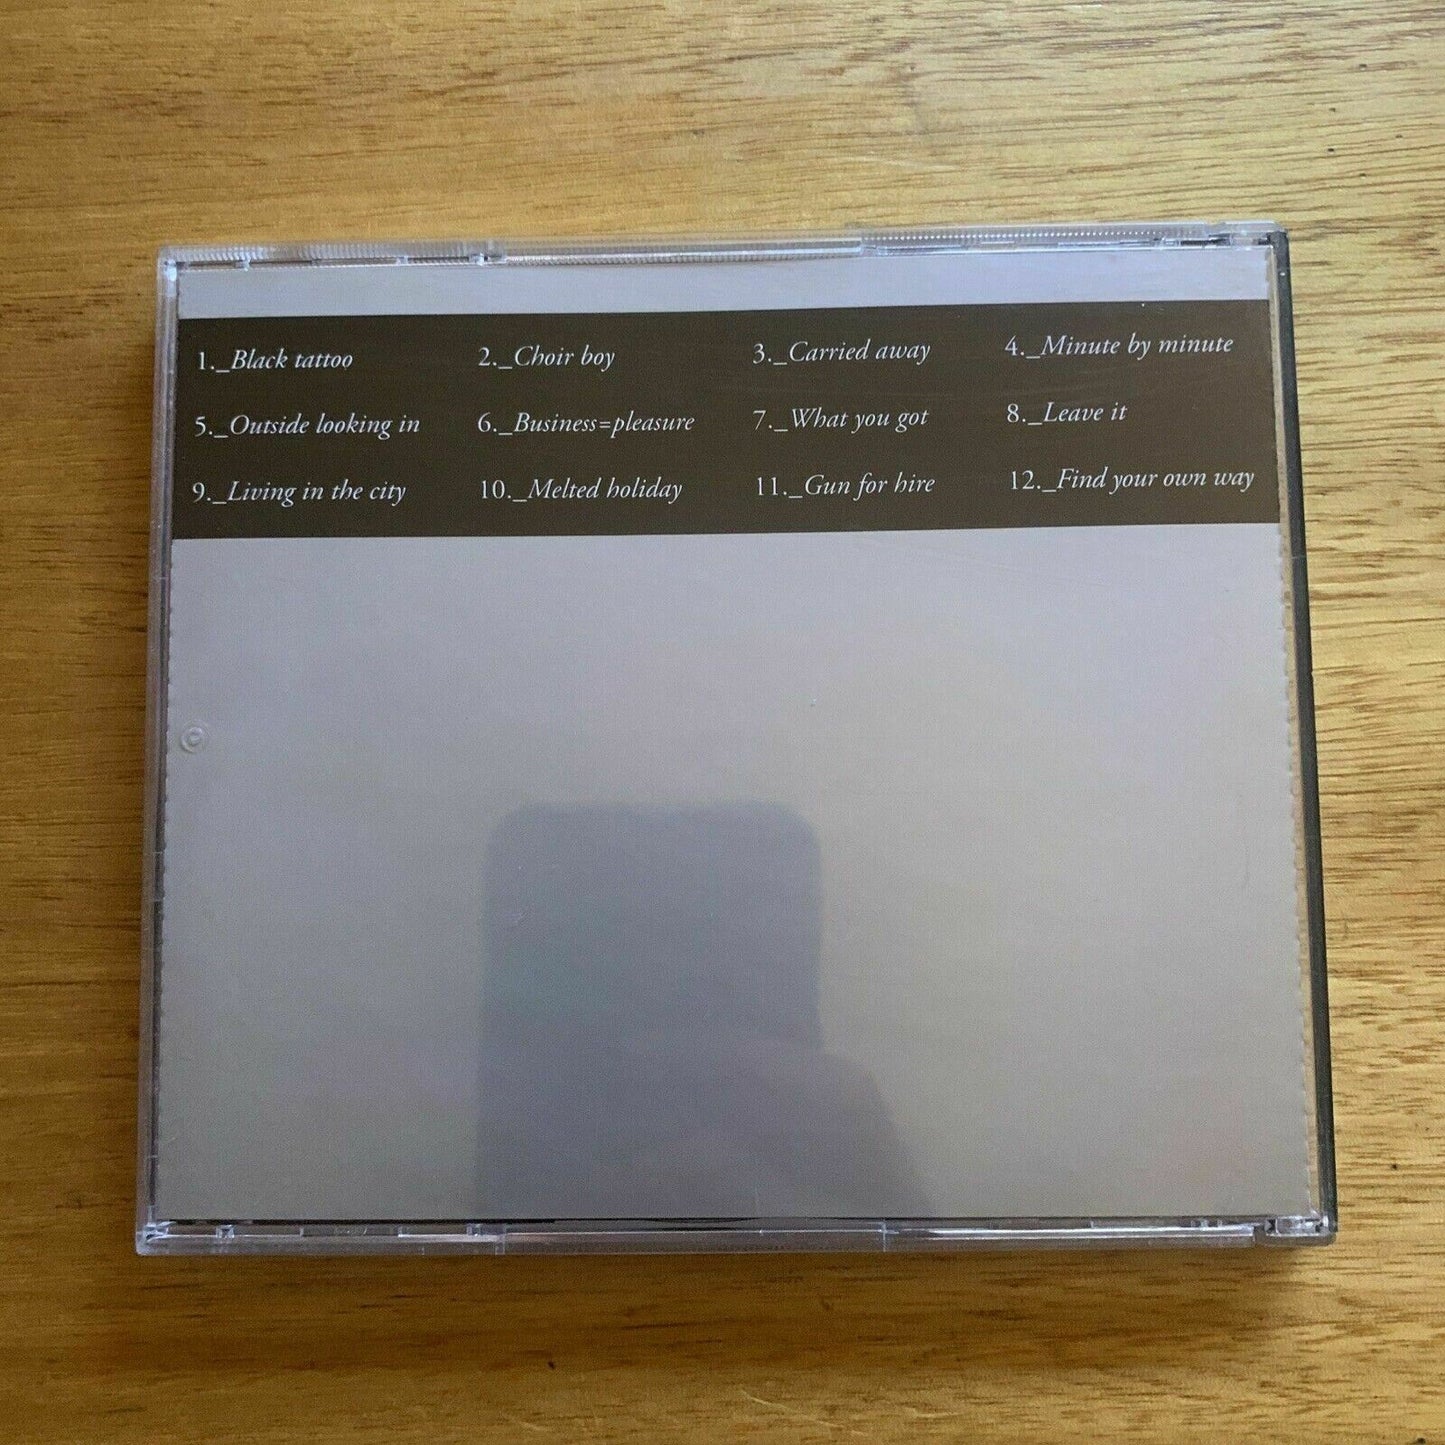 1._Black tattoo 2._Choir boy 3._Carried away 4._Minute by minute
5._Outside looking in 6._Business=pleasure 7._What you got 8._Leave it
9._Living in the city 10._Melted holiday 11._Gun for hire 12._Find your own way